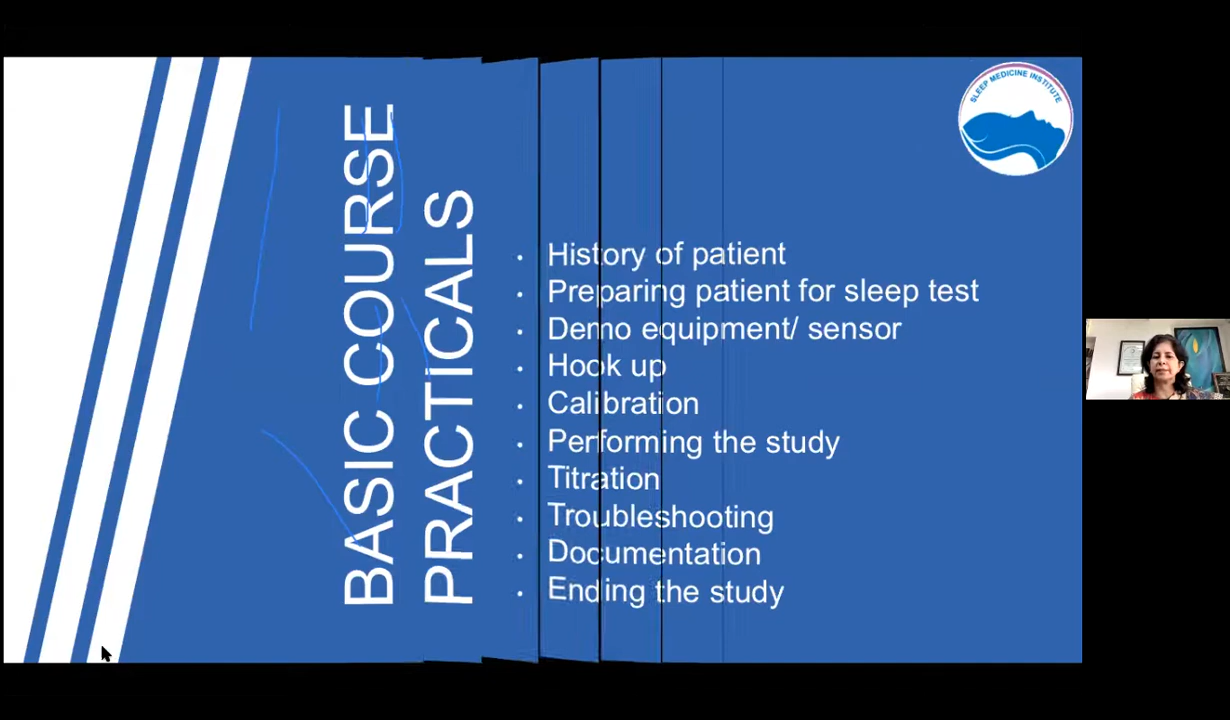 SLEEP MEDICINE INSTITUTE
BASIC COURSE
PRACTICALS
• History of patient
• Preparing patient for sleep test
• Demo equipment/ sensor
• Hook up
• Calibration
• Performing the study
• Titration
• Troubleshooting
• Documentation
• Ending the study